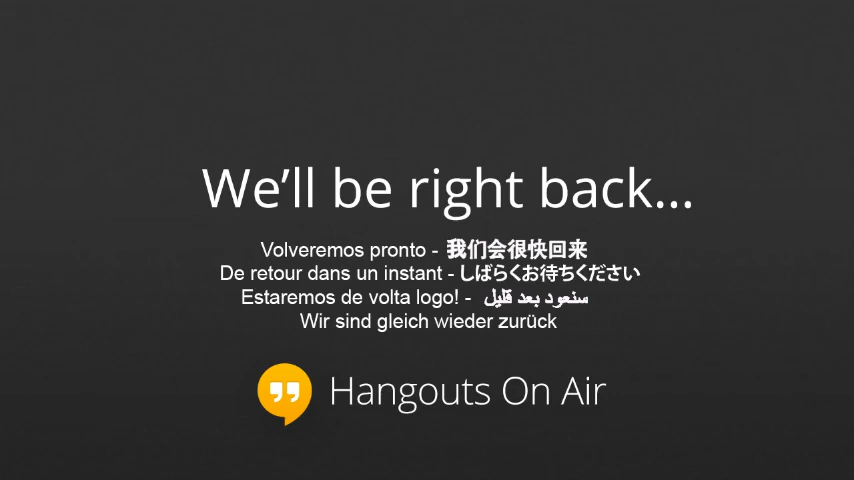 We'll be right back...
Volveremos pronto - 我们会很快回来
De retour dans un instant - しばらくお待ちください
Estaremos de volta logo! - سنعود بعد قليل
Wir sind gleich wieder zurück
Hangouts On Air